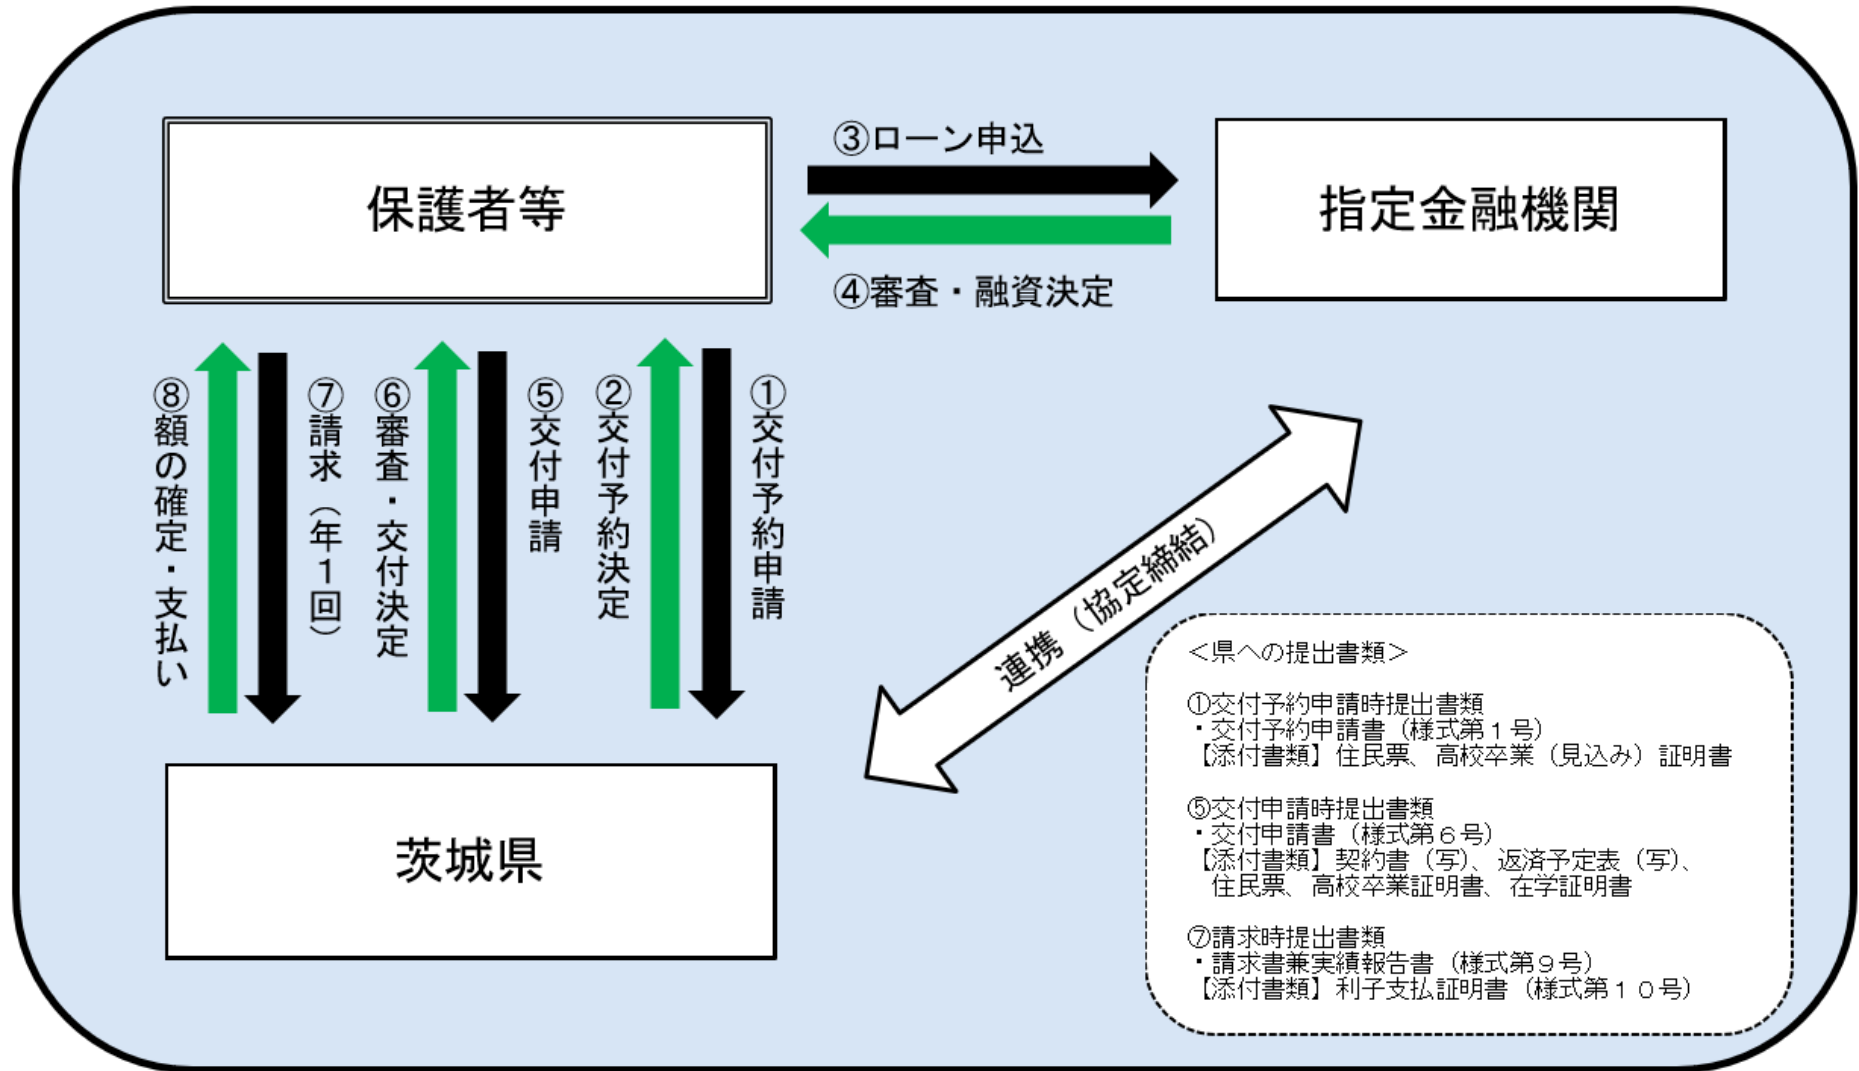 保護者等
③ローン申込
④審査・融資決定
指定金融機関
①交付予約申請
②交付予約決定
⑤交付申請
⑥審査・交付決定
⑦請求（年１回）
⑧額の確定・支払い
連携（協定締結）
茨城県
＜県への提出書類＞
①交付予約申請時提出書類
・交付予約申請書（様式第１号）
【添付書類】住民票、高校卒業（見込み）証明書
⑤交付申請時提出書類
・交付申請書（様式第６号）
【添付書類】契約書（写）、返済予定表（写）、
住民票、高校卒業証明書、在学証明書
⑦請求時提出書類
・請求書兼実績報告書（様式第９号）
【添付書類】利子支払証明書（様式第１０号）